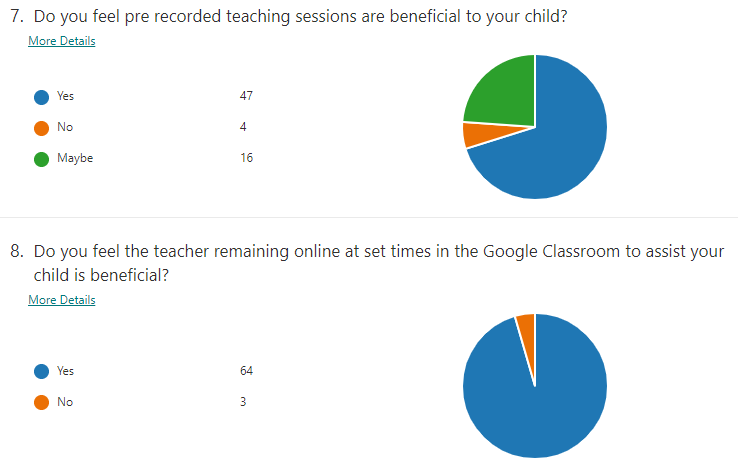 7. Do you feel pre recorded teaching sessions are beneficial to your child?
More Details
Yes 47
No 4
Maybe 16
8. Do you feel the teacher remaining online at set times in the Google Classroom to assist your
child is beneficial?
More Details
Yes 64
No 3